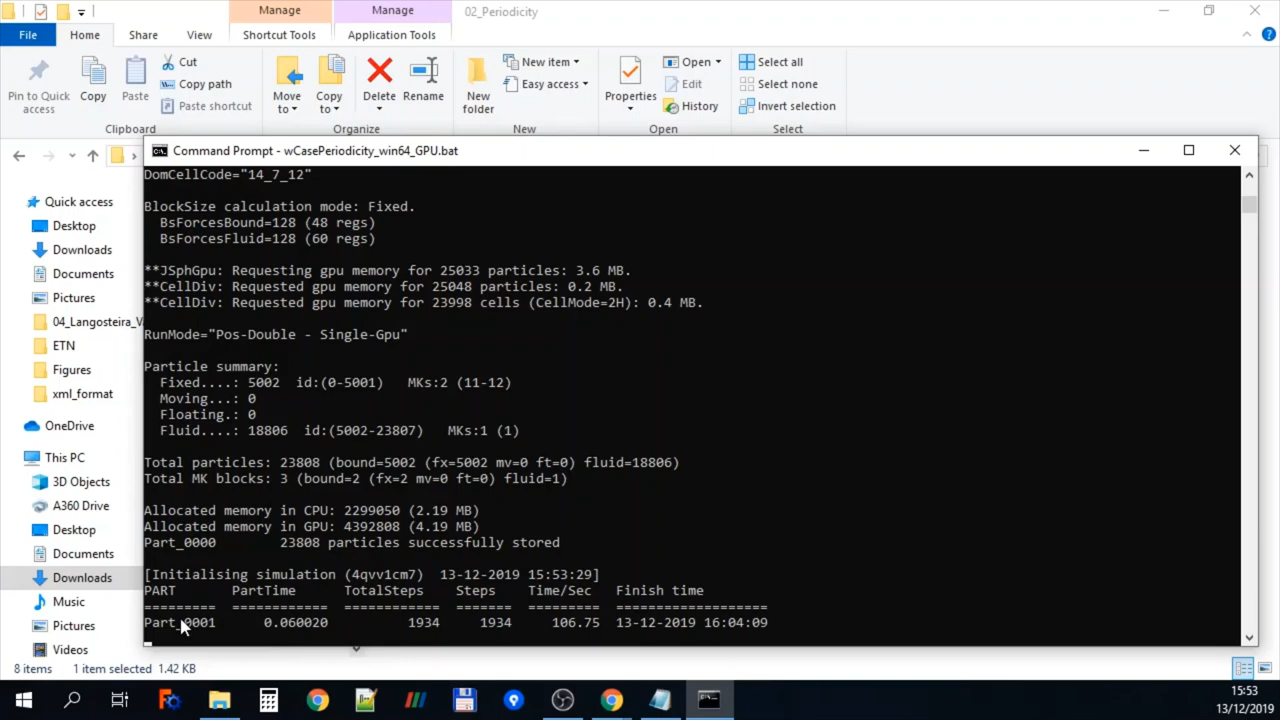 Manage
Manage
02_Periodicity
File
Home
Share
View
Shortcut Tools
Application Tools
Pin to Quick access
Copy
Paste
Cut
Copy path
Paste shortcut
Move to
Copy to
Delete
Rename
New folder
New item
Easy access
Properties
Open
Edit
History
Select all
Select none
Invert selection
Clipboard
Organize
New
Open
Select
Command Prompt - wCasePeriodicity_win64_GPU.bat
Quick access
Desktop
Downloads
Documents
Pictures
04_Langosteira_V
ETN
Figures
xml_format
OneDrive
This PC
3D Objects
A360 Drive
Desktop
Documents
Downloads
Music
Pictures
Videos
DomCellCode="14_7_12"
BlockSize calculation mode: Fixed.
BsForcesBound=128 (48 regs)
BsForcesFluid=128 (60 regs)
**JSphGpu: Requesting gpu memory for 25033 particles: 3.6 MB.
**CellDiv: Requested gpu memory for 25048 particles: 0.2 MB.
**CellDiv: Requested gpu memory for 23998 cells (CellMode=2H): 0.4 MB.
RunMode="Pos-Double - Single-Gpu"
Particle summary:
Fixed....: 5002 id:(0-5001) MKs:2 (11-12)
Moving...: 0
Floating.: 0
Fluid....: 18806 id:(5002-23807) MKs:1 (1)
Total particles: 23808 (bound=5002 (fx=5002 mv=0 ft=0) fluid=18806)
Total MK blocks: 3 (bound=2 (fx=2 mv=0 ft=0) fluid=1)
Allocated memory in CPU: 2299050 (2.19 MB)
Allocated memory in GPU: 4392808 (4.19 MB)
Part_0000 23808 particles successfully stored
[Initialising simulation (4qvv1cm7) 13-12-2019 15:53:29]
PART PartTime TotalSteps Steps Time/Sec Finish time
========= ============ ============ ======= ========= ===================
Part_0001 0.060020 1934 1934 106.75 13-12-2019 16:04:09
8 items 1 item selected 1.42 KB
15:53
13/12/2019